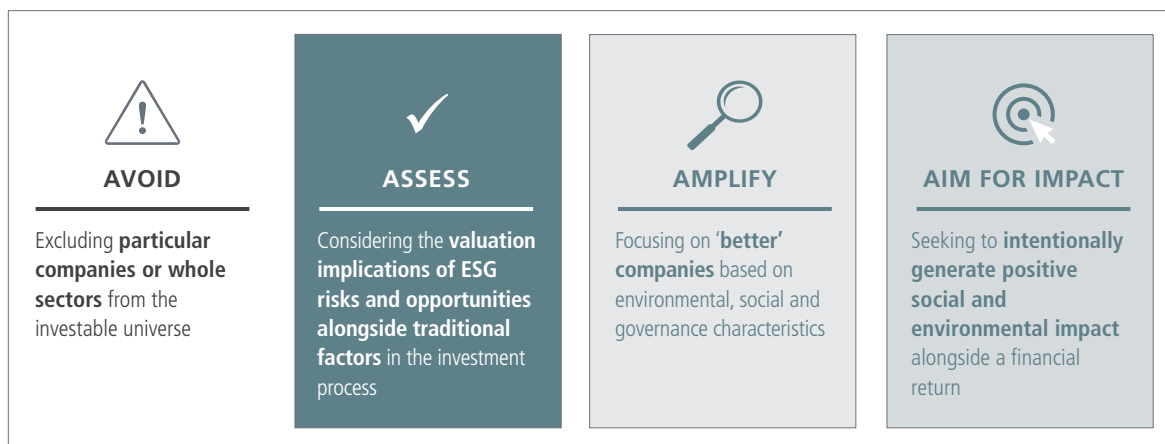 AVOID
Excluding particular
companies or whole
sectors from the
investable universe
ASSESS
Considering the valuation
implications of ESG
risks and opportunities
alongside traditional
factors in the investment
process
AMPLIFY
Focusing on ‘better’
companies based on
environmental, social and
governance characteristics
AIM FOR IMPACT
Seeking to intentionally
generate positive
social and
environmental impact
alongside a financial
return